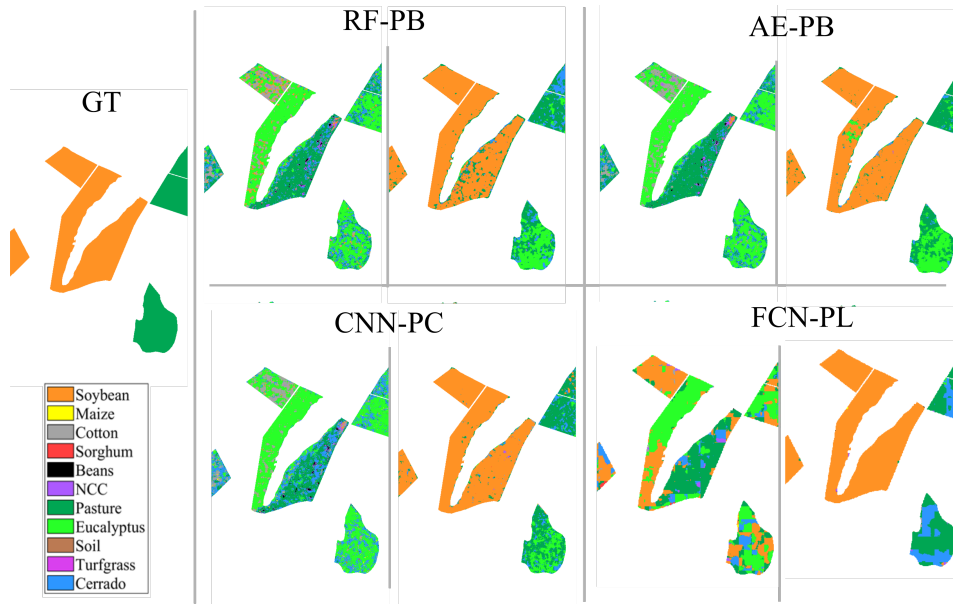 RF-PB
AE-PB
GT
CNN-PC
FCN-PL
Soybean
Maize
Cotton
Sorghum
Beans
NCC
Pasture
Eucalyptus
Soil
Turfgrass
Cerrado